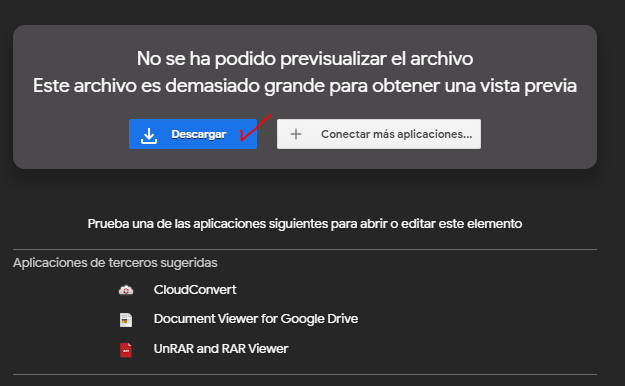 No se ha podido previsualizar el archivo
Este archivo es demasiado grande para obtener una vista previa
Descargar
Conectar más aplicaciones...
Prueba una de las aplicaciones siguientes para abrir o editar este elemento
Aplicaciones de terceros sugeridas
CloudConvert
Document Viewer for Google Drive
UnRAR and RAR Viewer